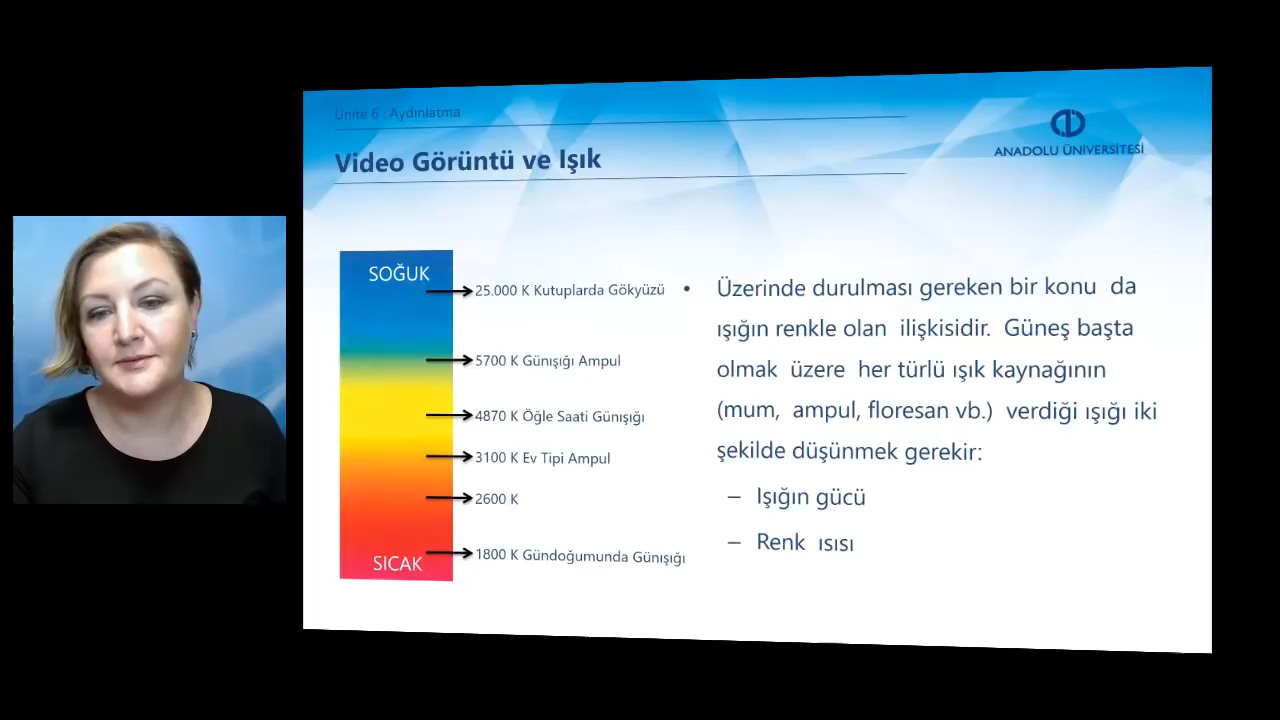 Ünite 6 : Aydınlatma
ANADOLU ÜNİVERSİTESİ
Video Görüntü ve Işık
SOĞUK
25.000 K Kutuplarda Gökyüzü
5700 K Günışığı Ampul
4870 K Öğle Saati Günışığı
3100 K Ev Tipi Ampul
2600 K
1800 K Gündoğumunda Günışığı
SICAK
• Üzerinde durulması gereken bir konu da
ışığın renkle olan ilişkisidir. Güneş başta
olmak üzere her türlü ışık kaynağının
(mum, ampul, floresan vb.) verdiği ışığı iki
şekilde düşünmek gerekir:
– Işığın gücü
– Renk ısısı